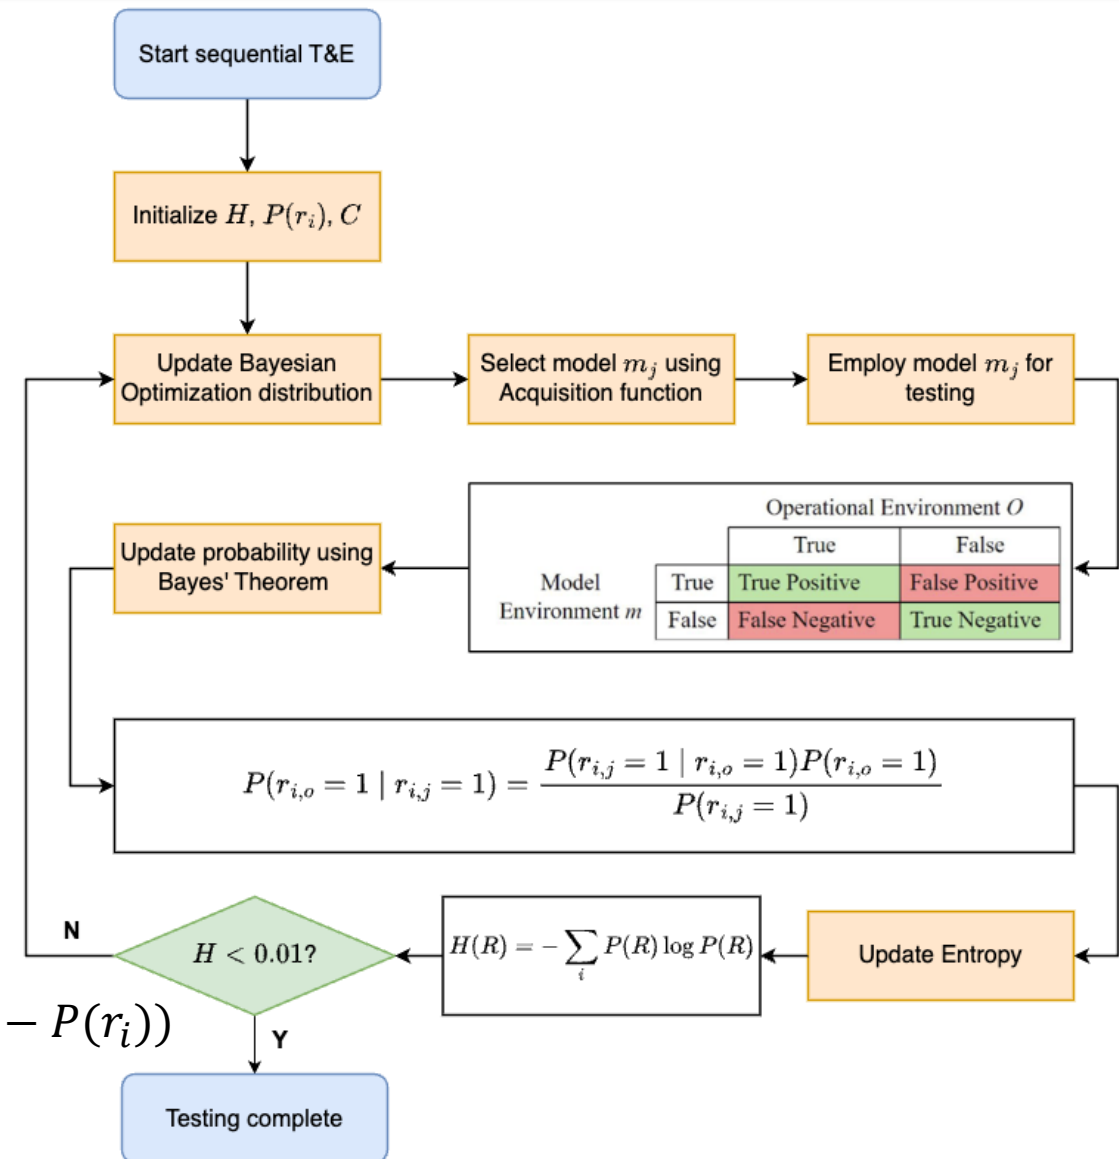 Start sequential T&E
Initialize H, P(r_i), C
Update Bayesian
Optimization distribution
Select model m_j using
Acquisition function
Employ model m_j for
testing
Operational Environment O
True False
Model
Environment m
True True Positive False Positive
False False Negative True Negative
Update probability using
Bayes' Theorem
P(r_{i,o} = 1 | r_{i,j} = 1) = \frac{P(r_{i,j} = 1 | r_{i,o} = 1)P(r_{i,o} = 1)}{P(r_{i,j} = 1)}
Update Entropy
H(R) = -\sum_i P(R) log P(R)
H < 0.01?
N
− P(r_i))
Y
Testing complete